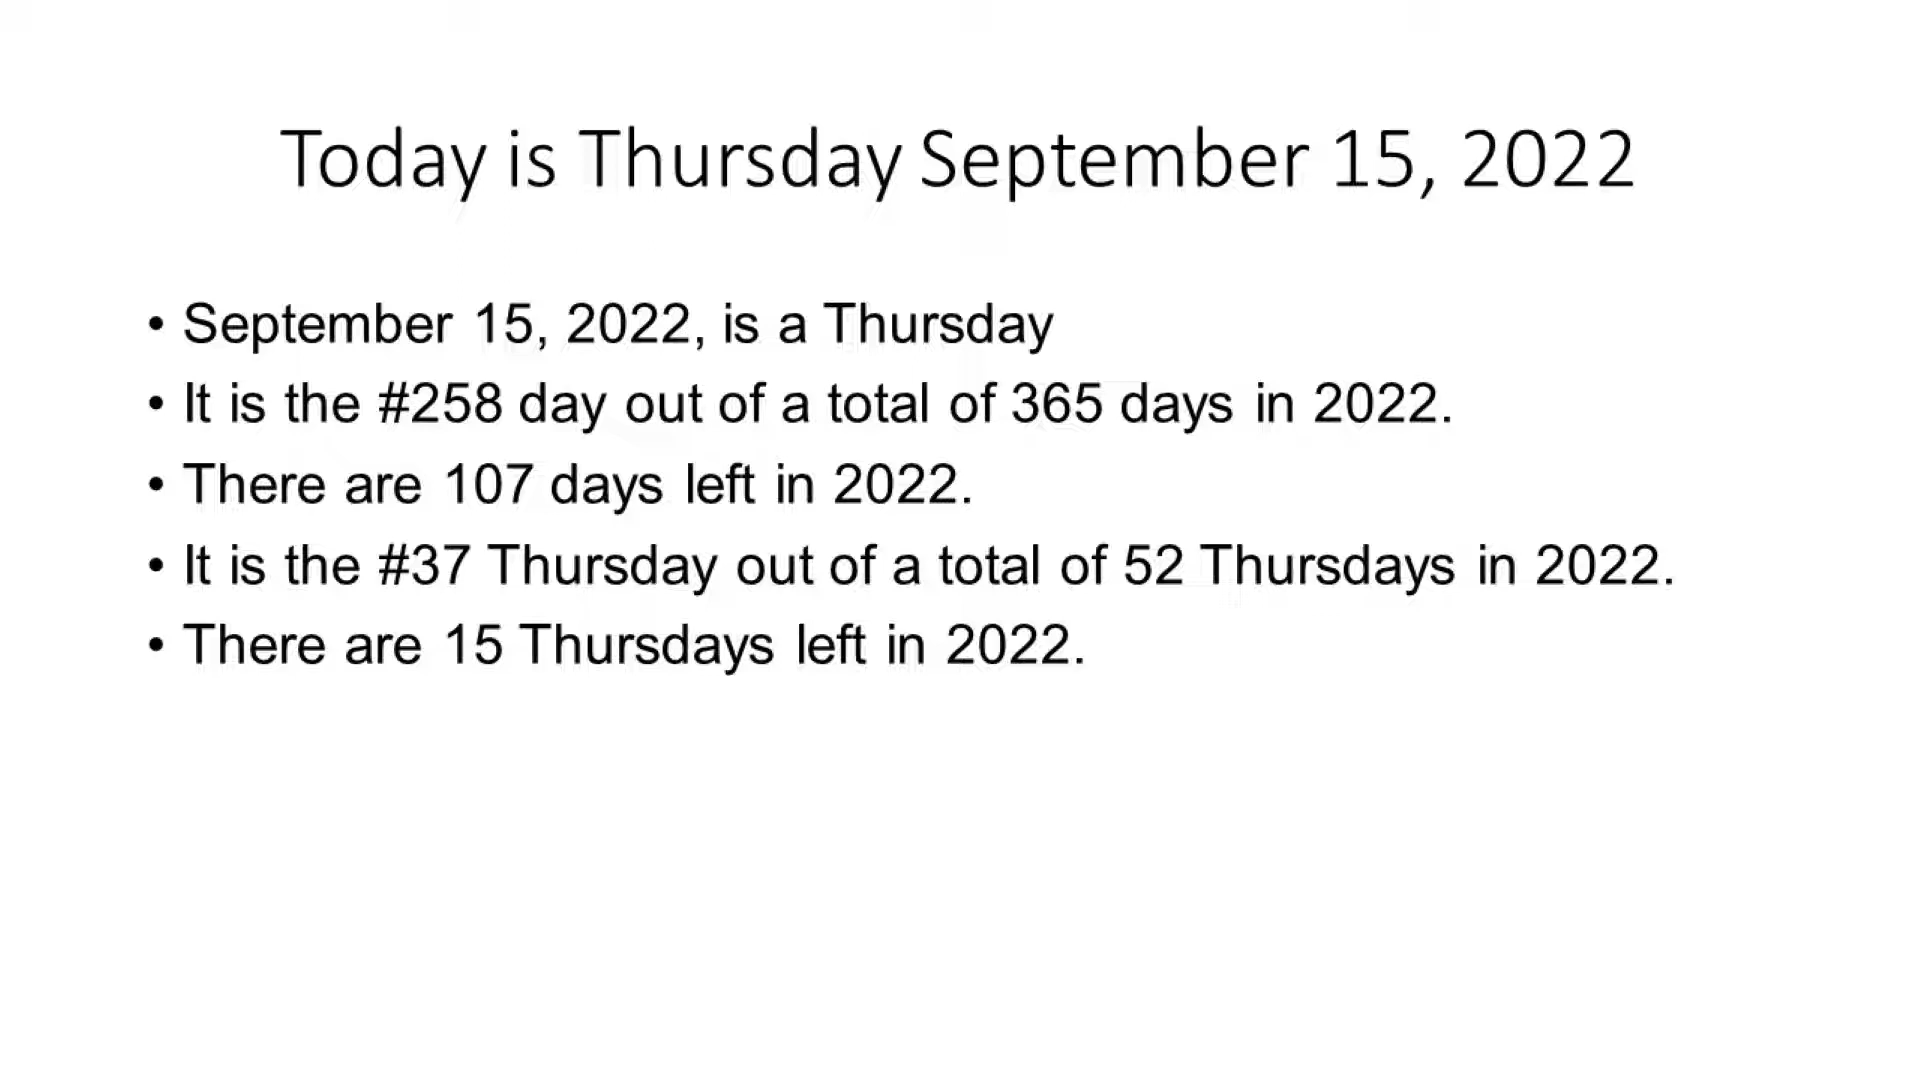 Today is Thursday September 15, 2022
• September 15, 2022, is a Thursday
• It is the #258 day out of a total of 365 days in 2022.
• There are 107 days left in 2022.
• It is the #37 Thursday out of a total of 52 Thursdays in 2022.
• There are 15 Thursdays left in 2022.